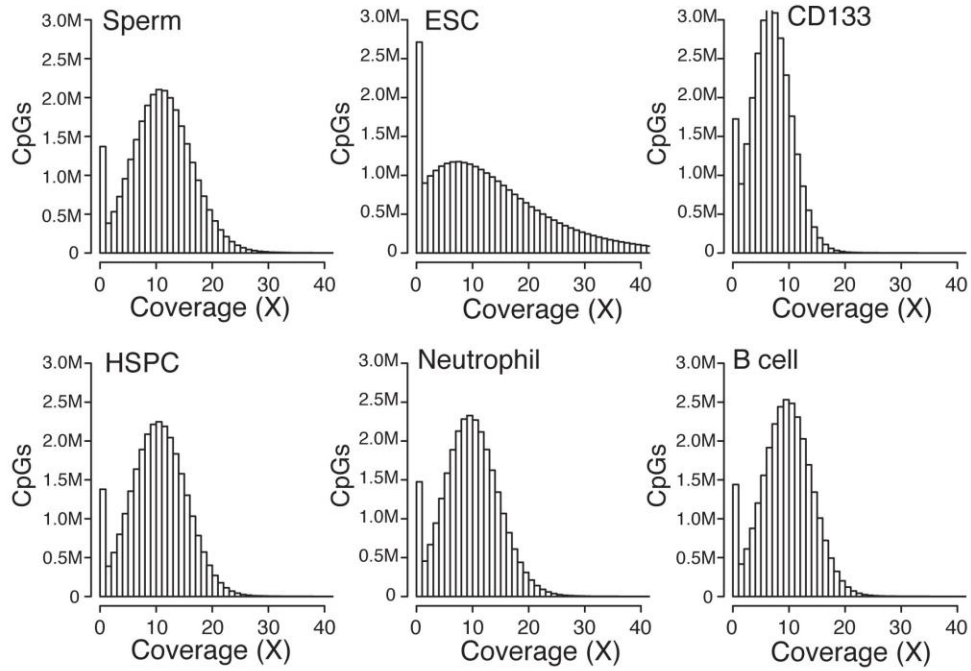 Sperm
3.0M
2.5M
2.0M
1.5M
1.0M
0.5M
0
CpGs
0 10 20 30 40
Coverage (X)
ESC
3.0M
2.5M
2.0M
1.5M
1.0M
0.5M
0
CpGs
0 10 20 30 40
Coverage (X)
CD133
3.0M
2.5M
2.0M
1.5M
1.0M
0.5M
0
CpGs
0 10 20 30 40
Coverage (X)
HSPC
3.0M
2.5M
2.0M
1.5M
1.0M
0.5M
0
CpGs
0 10 20 30 40
Coverage (X)
Neutrophil
3.0M
2.5M
2.0M
1.5M
1.0M
0.5M
0
CpGs
0 10 20 30 40
Coverage (X)
B cell
3.0M
2.5M
2.0M
1.5M
1.0M
0.5M
0
CpGs
0 10 20 30 40
Coverage (X)